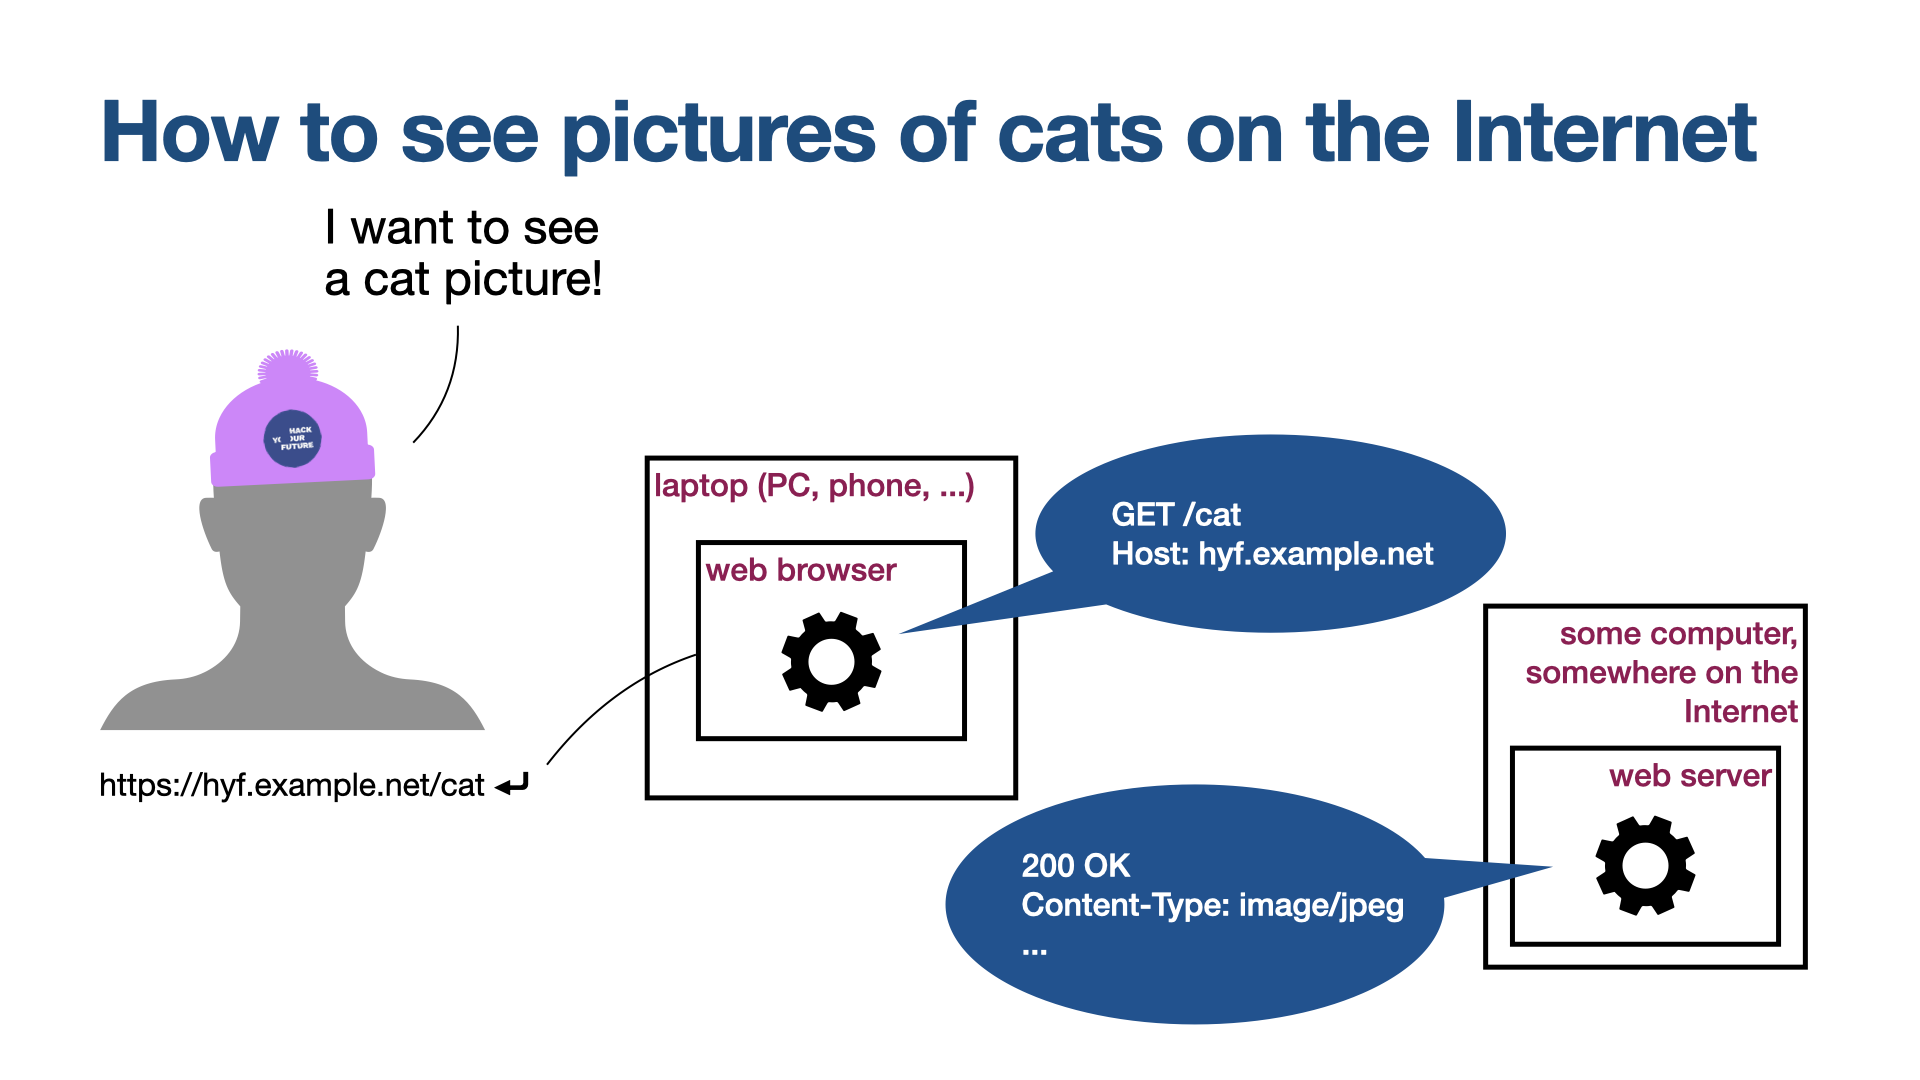 How to see pictures of cats on the Internet
I want to see
a cat picture!
HACK
YOUR
FUTURE
https://hyf.example.net/cat
laptop (PC, phone, ...)
web browser
GET /cat
Host: hyf.example.net
some computer,
somewhere on the
Internet
web server
200 OK
Content-Type: image/jpeg
...